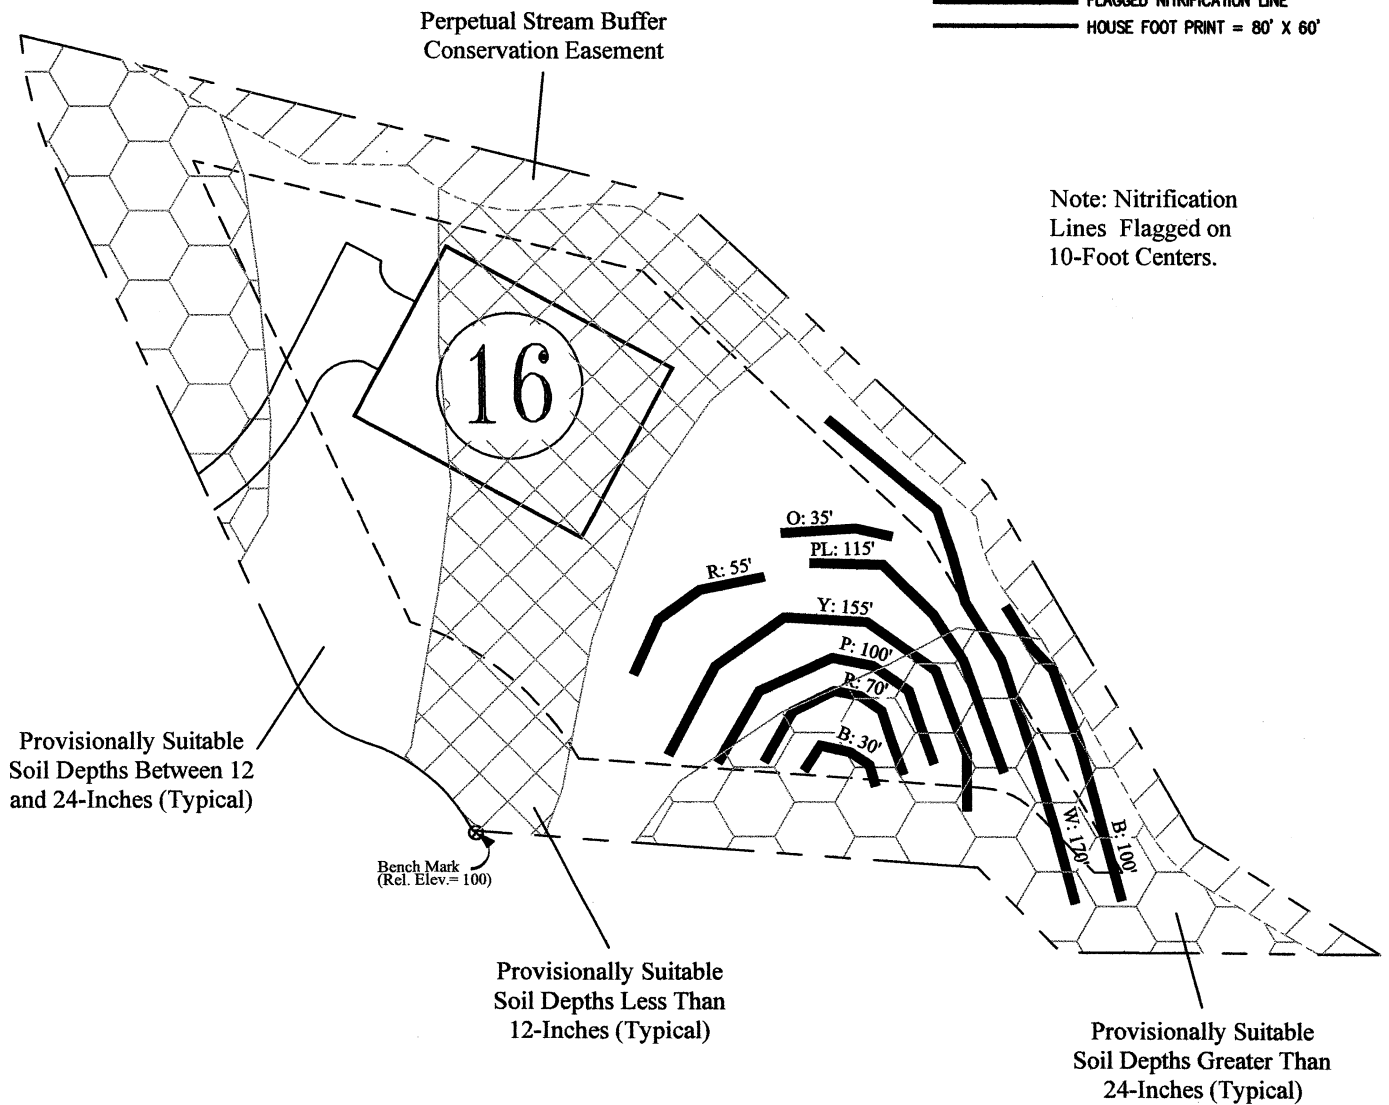 FLAGGED NITRIFICATION LINE
HOUSE FOOT PRINT = 80' X 60'
Perpetual Stream Buffer
Conservation Easement
Note: Nitrification
Lines Flagged on
10-Foot Centers.
16
O: 35'
PL: 115'
R: 55'
Y: 155'
P: 100'
R: 70'
B: 30'
W: 170'
B: 100'
Provisionally Suitable
Soil Depths Between 12
and 24-Inches (Typical)
Bench Mark
(Rel. Elev.= 100)
Provisionally Suitable
Soil Depths Less Than
12-Inches (Typical)
Provisionally Suitable
Soil Depths Greater Than
24-Inches (Typical)